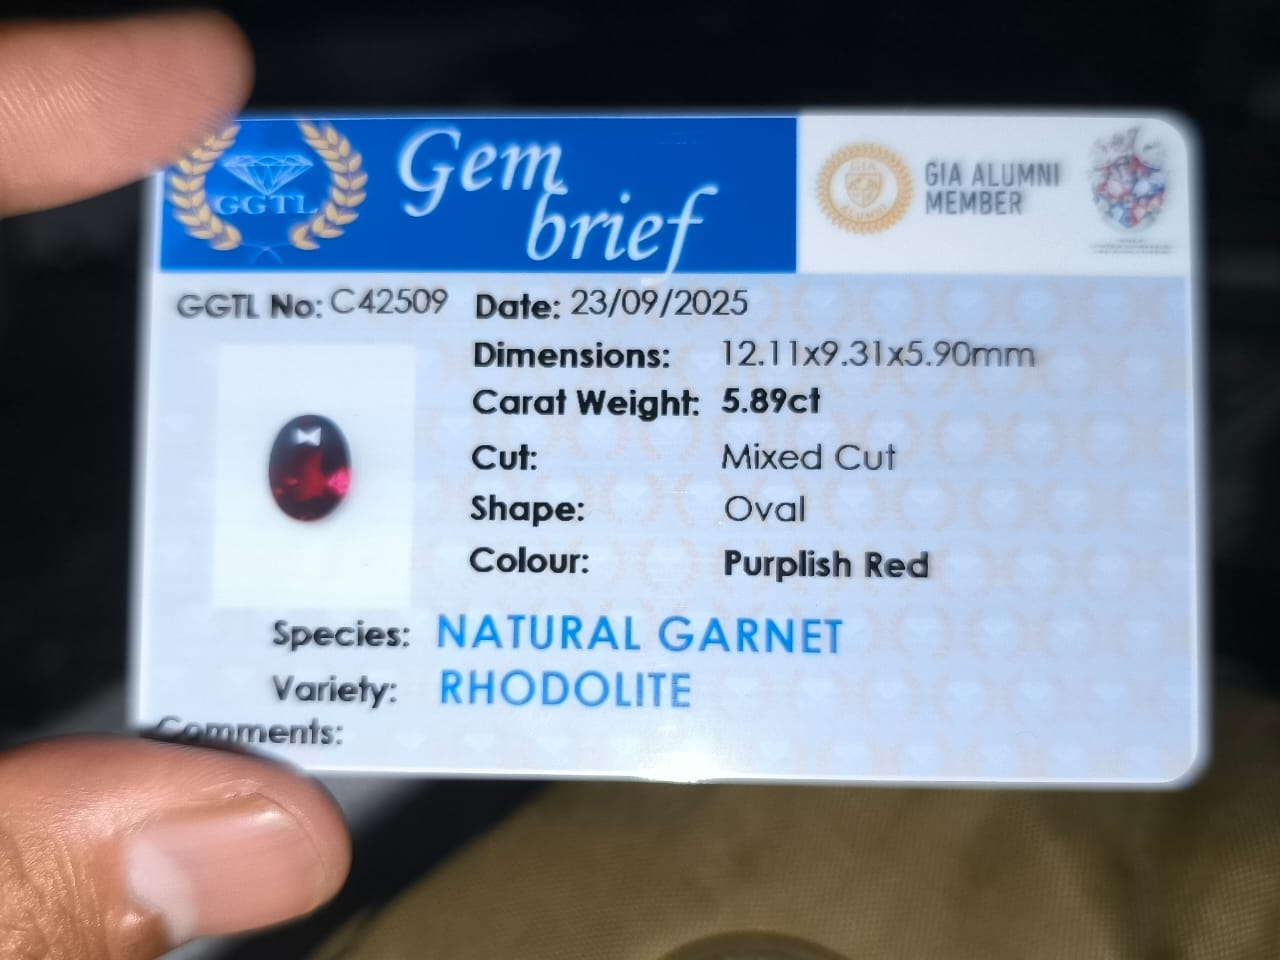 GGTL
Gem
brief
GIA ALUMNI
MEMBER
GGTL No: C42509 Date: 23/09/2025
Dimensions: 12.11x9.31x5.90mm
Carat Weight: 5.89ct
Cut: Mixed Cut
Shape: Oval
Colour: Purplish Red
Species: NATURAL GARNET
Variety: RHODOLITE
Comments: